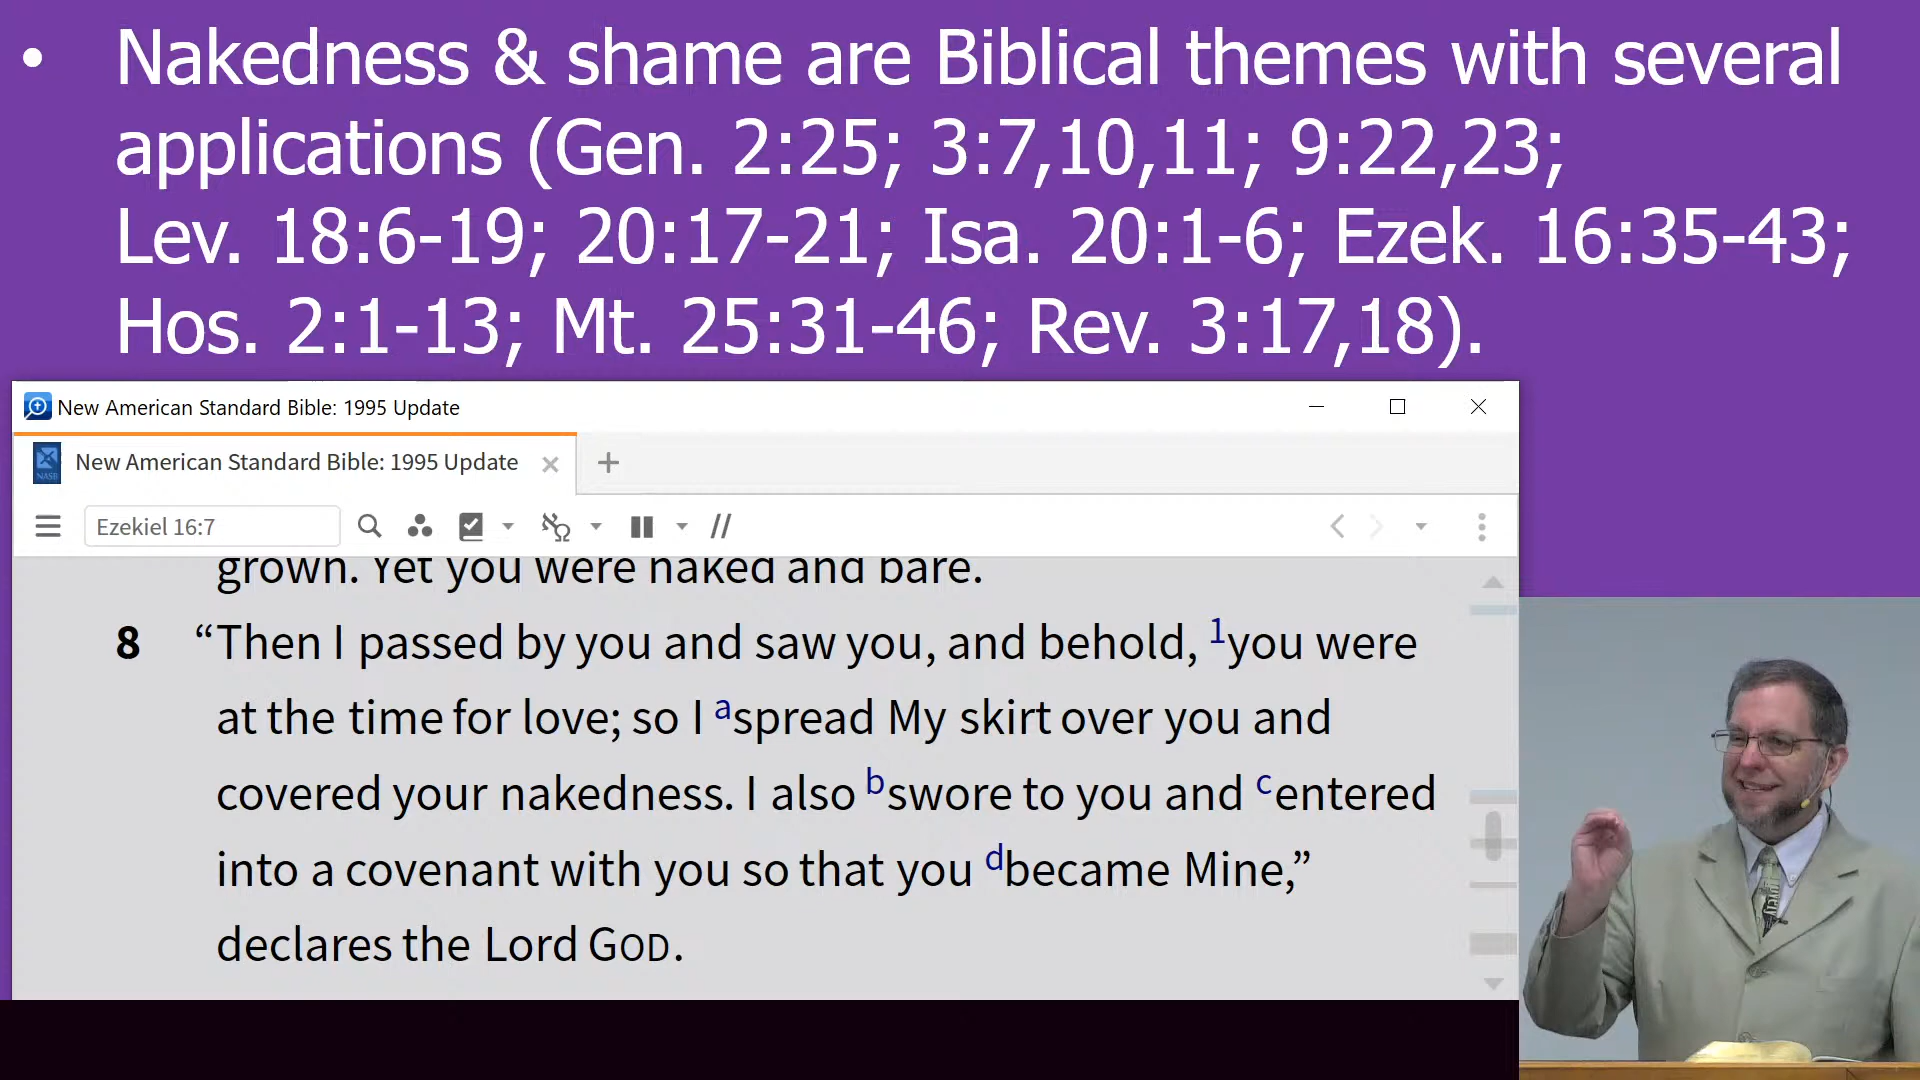 • Nakedness & shame are Biblical themes with several
applications (Gen. 2:25; 3:7,10,11; 9:22,23;
Lev. 18:6-19; 20:17-21; Isa. 20:1-6; Ezek. 16:35-43;
Hos. 2:1-13; Mt. 25:31-46; Rev. 3:17,18).
New American Standard Bible: 1995 Update
NASB New American Standard Bible: 1995 Update
Ezekiel 16:7
grown. Yet you were naked and bare.
8 “Then I passed by you and saw you, and behold, 1you were
at the time for love; so I aspread My skirt over you and
covered your nakedness. I also bswore to you and centered
into a covenant with you so that you dbecame Mine,”
declares the Lord GOD.